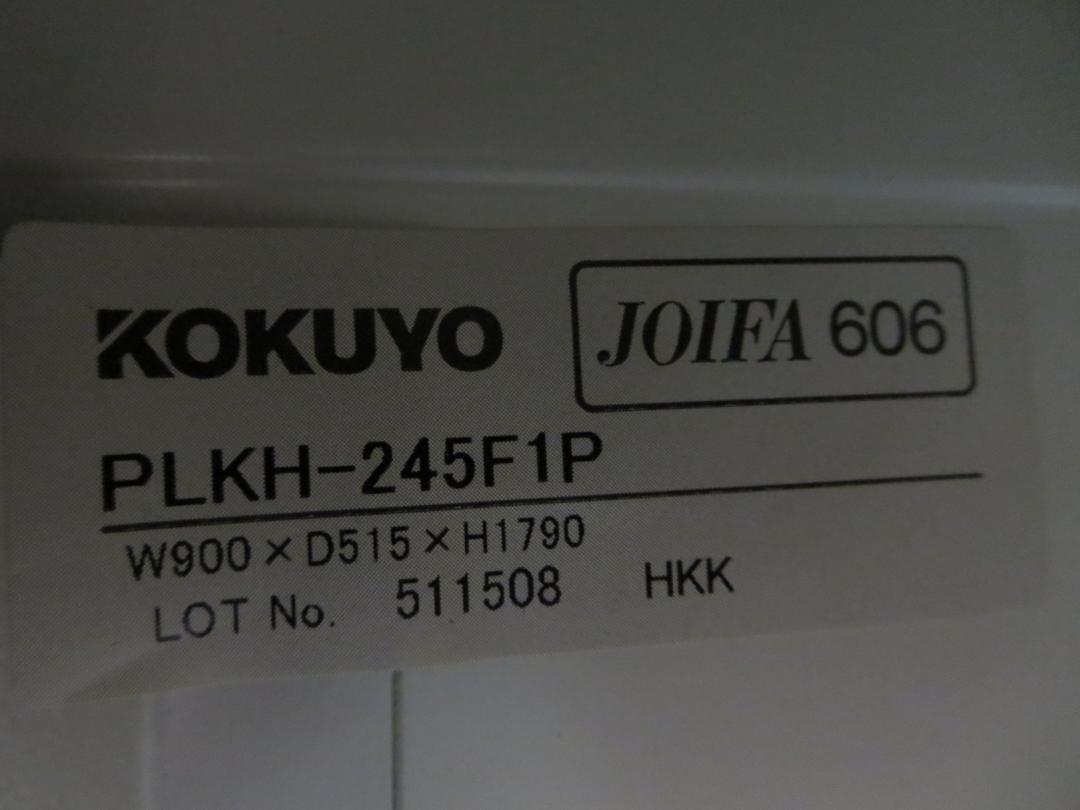 KOKUYO JOIFA 606
PLKH-245F1P
W900×D515×H1790
LOT No. 511508 HKK